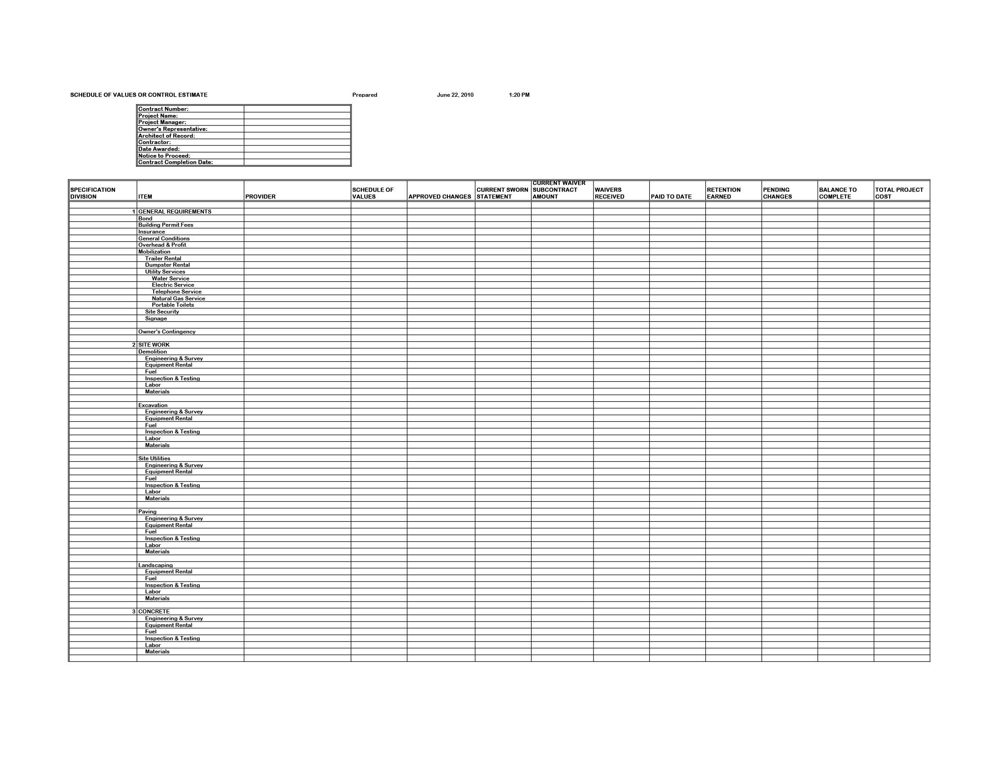 SCHEDULE OF VALUES OR CONTROL ESTIMATE Prepared June 22, 2010 1:20 PM
Contract Number:
Project Name:
Project Manager:
Owner's Representative:
Architect of Record:
Contractor:
Date Awarded:
Notice to Proceed:
Contract Completion Date:
SPECIFICATION DIVISION ITEM PROVIDER SCHEDULE OF VALUES APPROVED CHANGES CURRENT SWORN STATEMENT CURRENT WAIVER SUBCONTRACT AMOUNT WAIVERS RECEIVED PAID TO DATE RETENTION EARNED PENDING CHANGES BALANCE TO COMPLETE TOTAL PROJECT COST
1 GENERAL REQUIREMENTS
Bond
Building Permit Fees
Insurance
General Conditions
Overhead & Profit
Mobilization
Trailer Rental
Dumpster Rental
Utility Services
Water Service
Electric Service
Telephone Service
Natural Gas Service
Portable Toilets
Site Security
Signage
Owner's Contingency
2 SITE WORK
Demolition
Engineering & Survey
Equipment Rental
Fuel
Inspection & Testing
Labor
Materials
Excavation
Engineering & Survey
Equipment Rental
Fuel
Inspection & Testing
Labor
Materials
Site Utilities
Engineering & Survey
Equipment Rental
Fuel
Inspection & Testing
Labor
Materials
Paving
Engineering & Survey
Equipment Rental
Fuel
Inspection & Testing
Labor
Materials
Landscaping
Equipment Rental
Fuel
Inspection & Testing
Labor
Materials
3 CONCRETE
Engineering & Survey
Equipment Rental
Fuel
Inspection & Testing
Labor
Materials